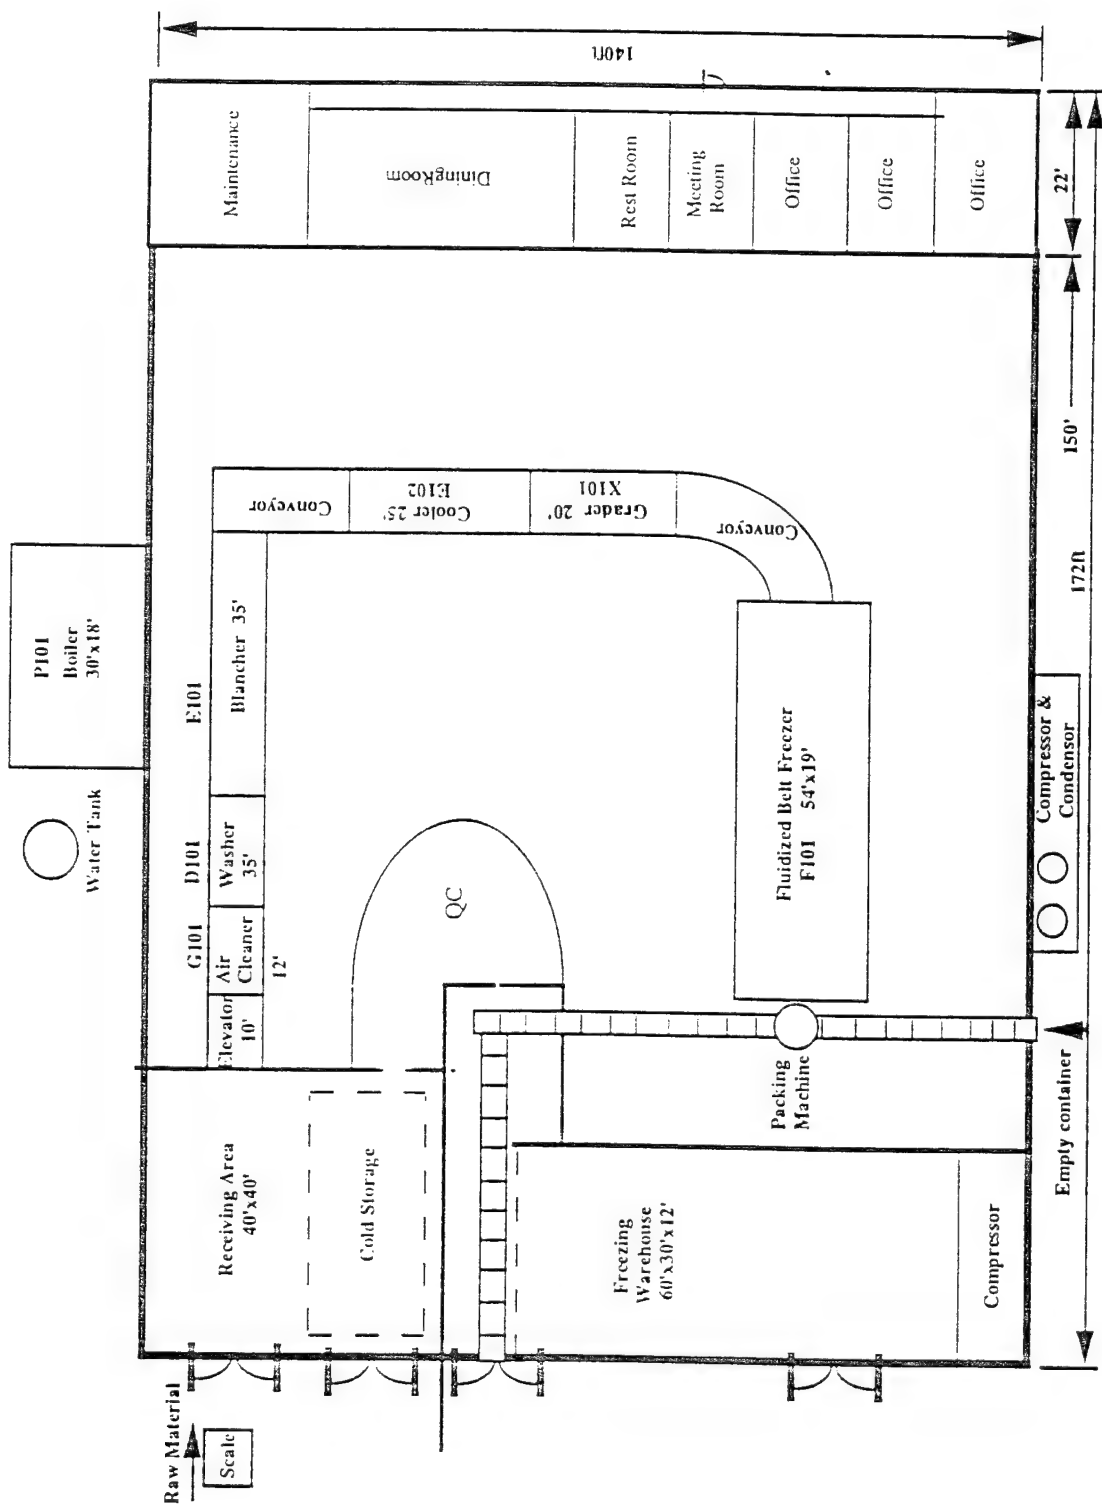 140ft
Maintenance
DiningRoom
Rest Room
Meeting
Room
Office
Office
Office
22'
150'
172ft
P101
Boiler
30'x18'
Water Tank
E101
Blancher 35'
D101
Washer
35'
G101
Air
Cleaner
12'
Elevator
10'
Conveyor
Cooler 25'
E102
Grader 20'
X101
Conveyor
QC
Fluidized Belt Freezer
F101 54'x19'
Compressor &
Condensor
Packing
Machine
Empty container
Receiving Area
40'x40'
Cold Storage
Freezing
Warehouse
60'x30'x12'
Compressor
Raw Material
Scale